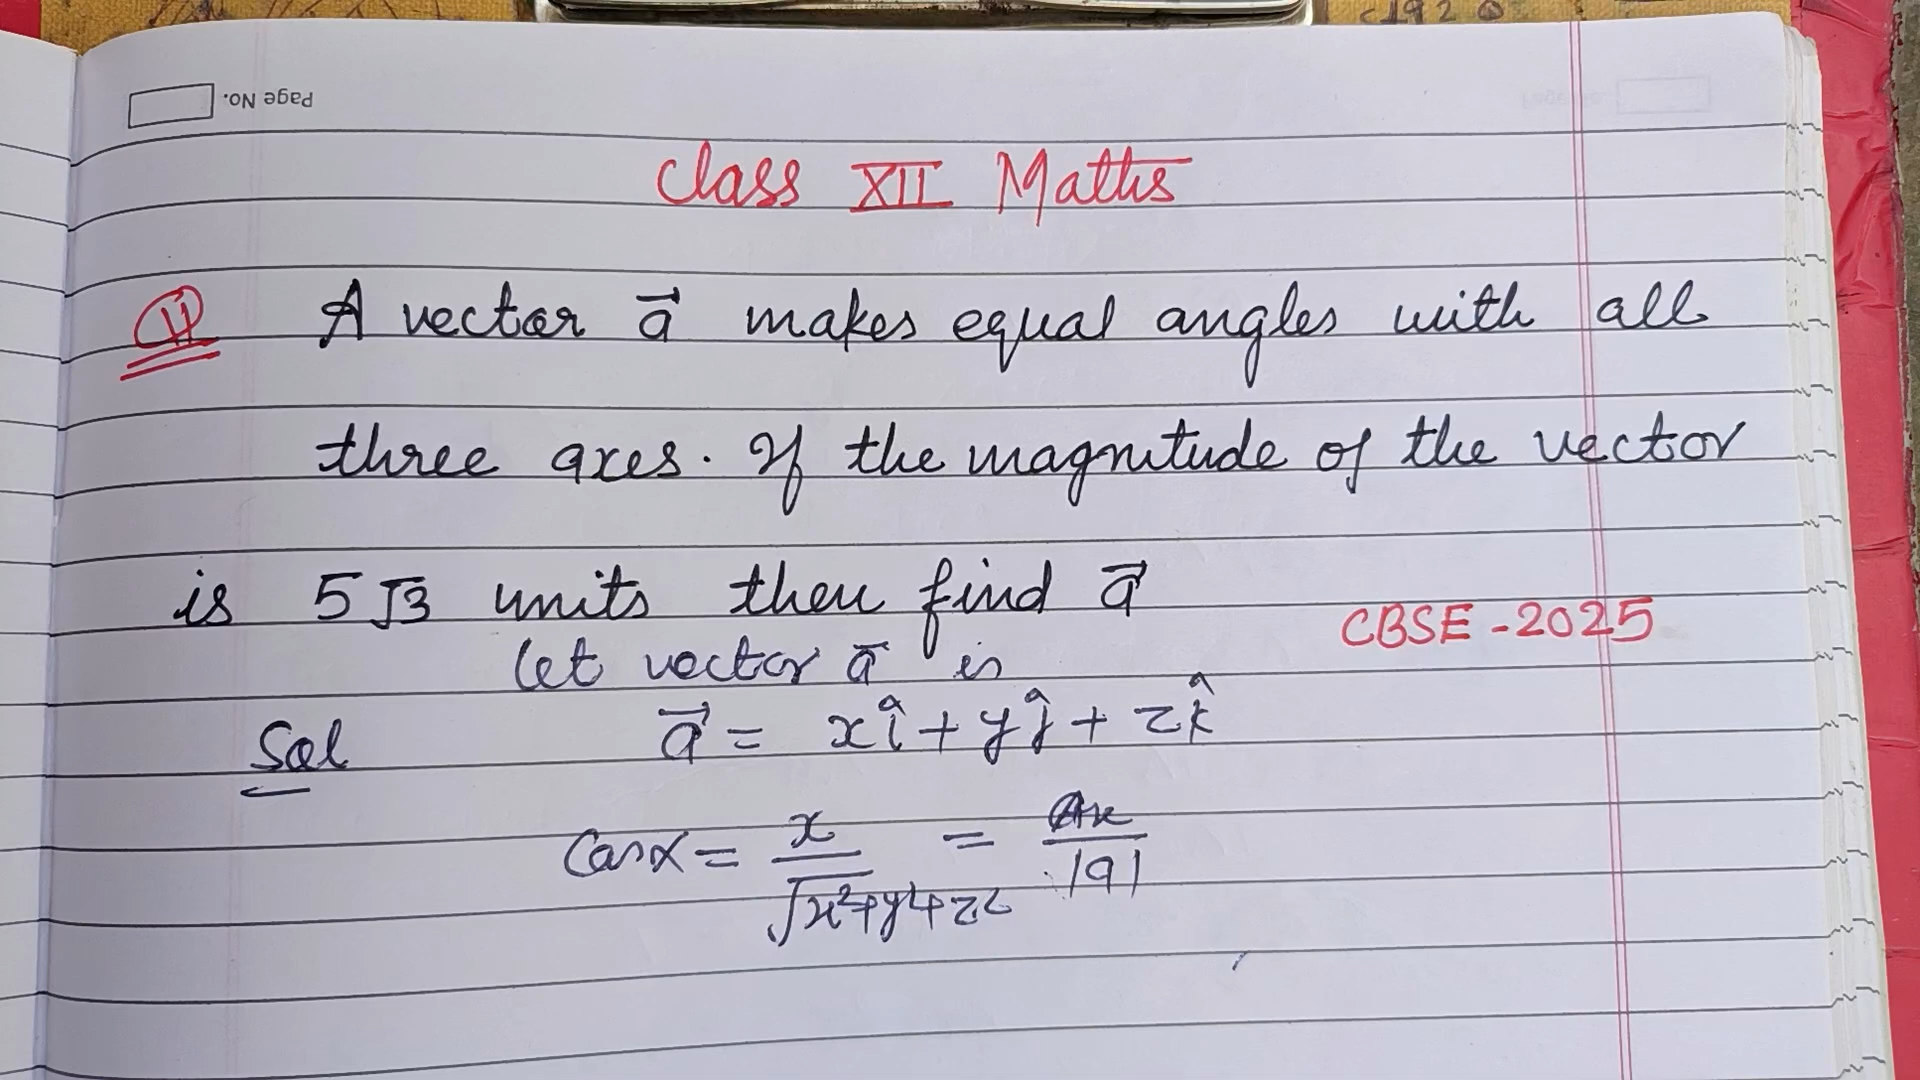 Page No.
Class XII Maths
Q A vector a⃗ makes equal angles with all
three axes. If the magnitude of the vector
is 5√3 units then find a⃗
CBSE - 2025
let vector a⃗ is
Sol a⃗ = xî + yĵ + zk̂
Cosα = x / √x²+y²+z² = x / |a|